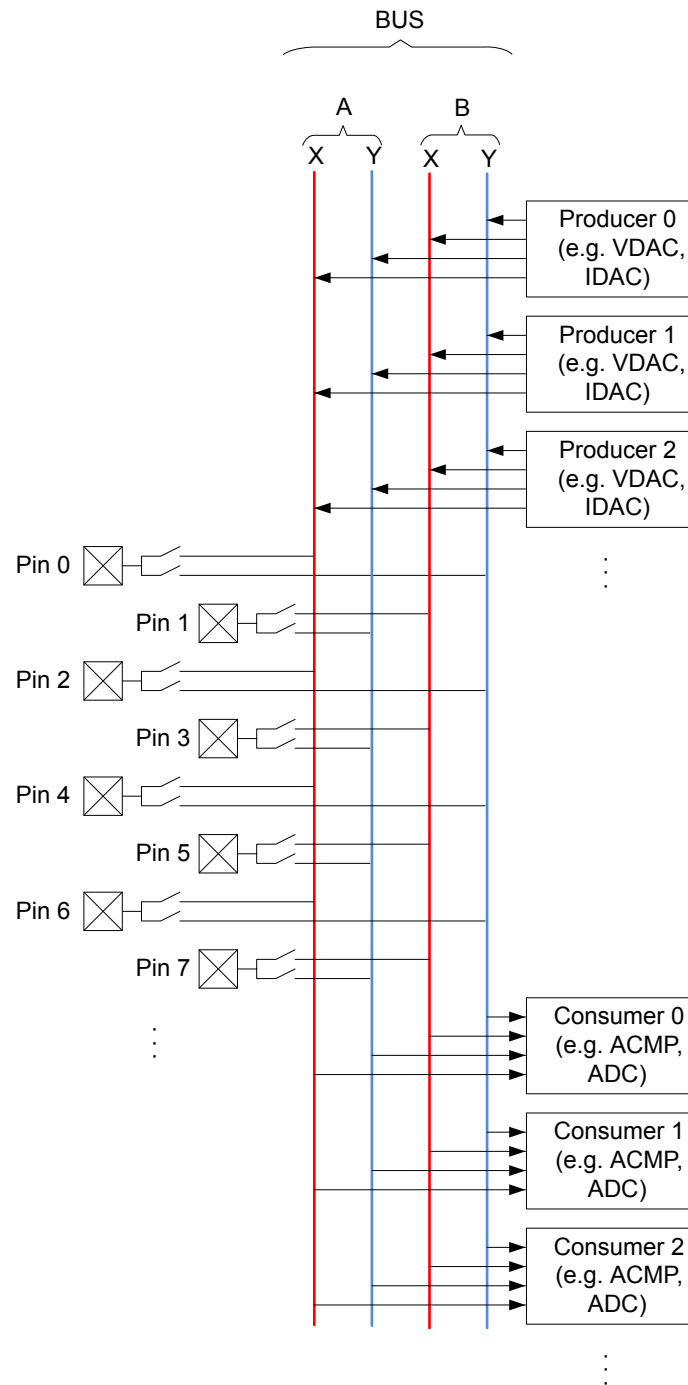 BUS
A B
X Y X Y
Producer 0
(e.g. VDAC,
IDAC)
Producer 1
(e.g. VDAC,
IDAC)
Producer 2
(e.g. VDAC,
IDAC)
Pin 0
Pin 1
Pin 2
Pin 3
Pin 4
Pin 5
Pin 6
Pin 7
Consumer 0
(e.g. ACMP,
ADC)
Consumer 1
(e.g. ACMP,
ADC)
Consumer 2
(e.g. ACMP,
ADC)